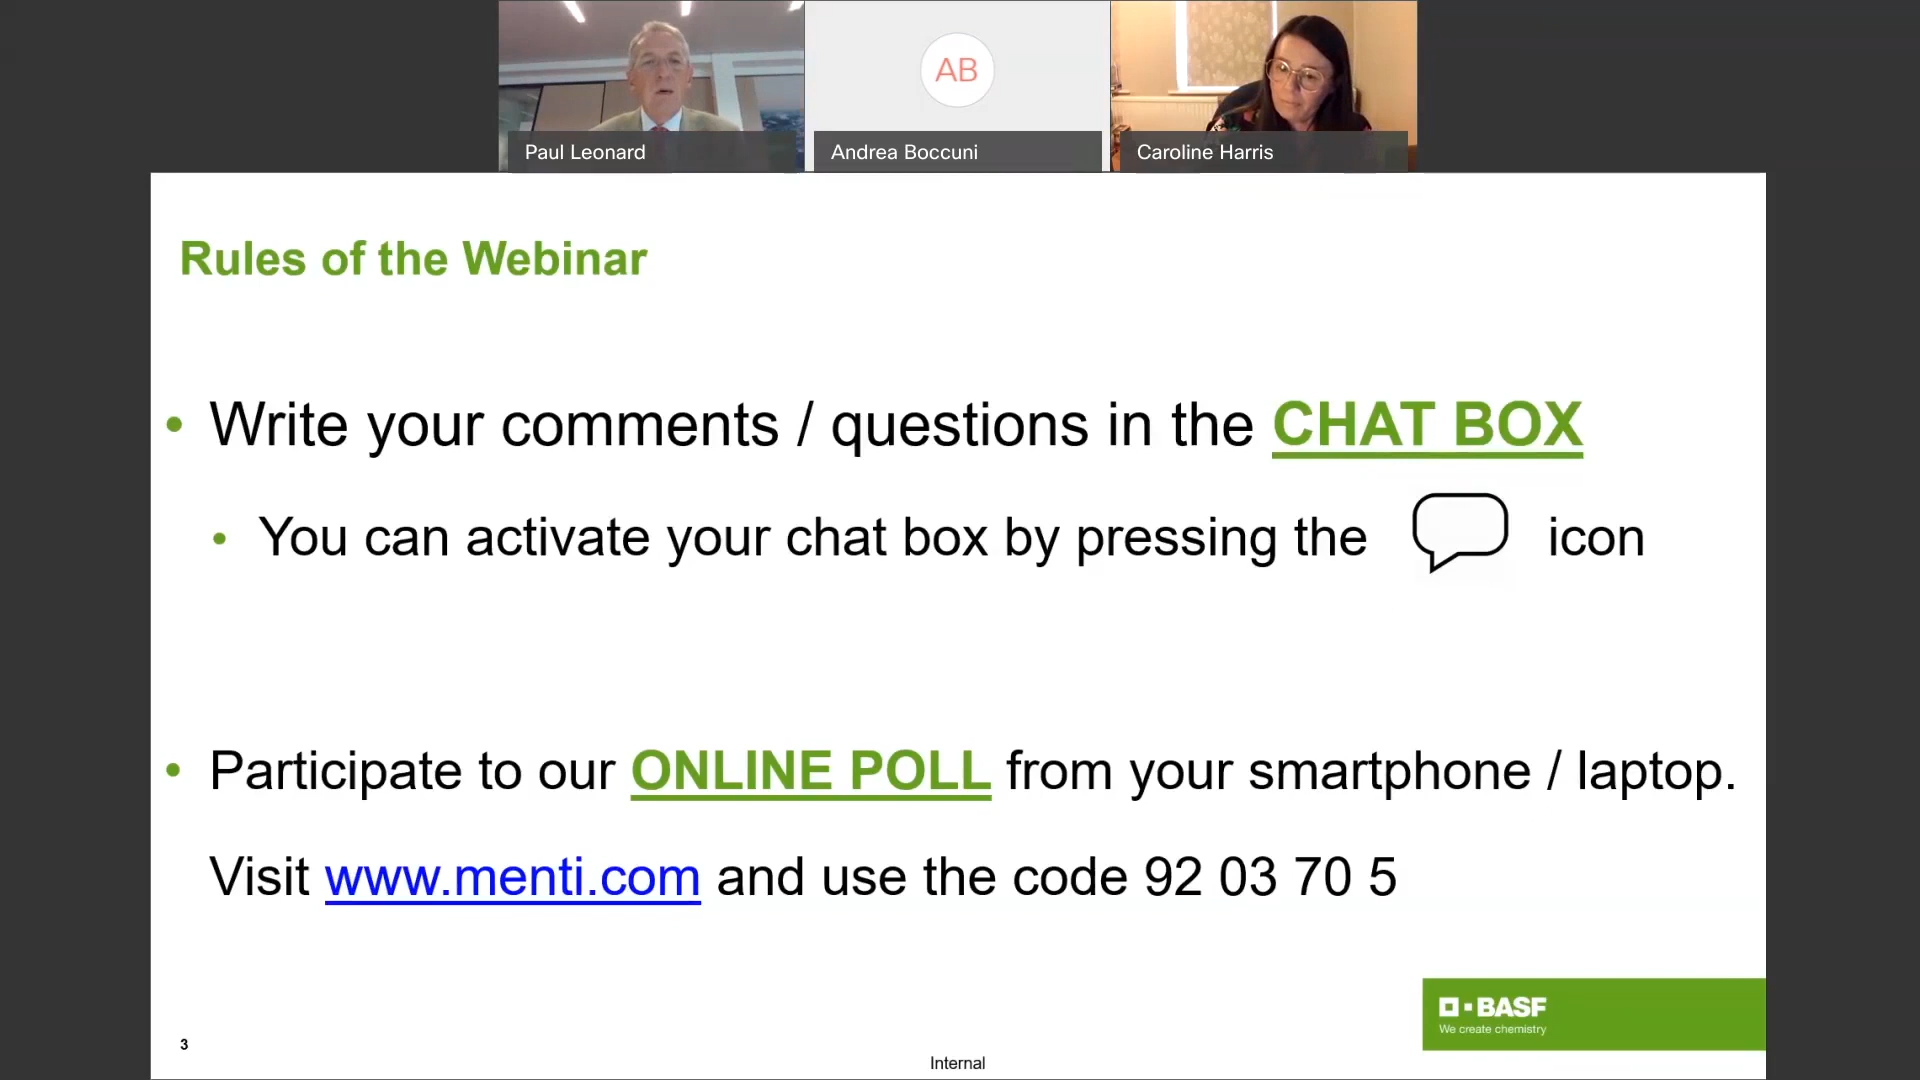 Paul Leonard
AB
Andrea Boccuni
Caroline Harris
Rules of the Webinar
• Write your comments / questions in the CHAT BOX
• You can activate your chat box by pressing the icon
• Participate to our ONLINE POLL from your smartphone / laptop.
Visit www.menti.com and use the code 92 03 70 5
BASF
We create chemistry
3
Internal